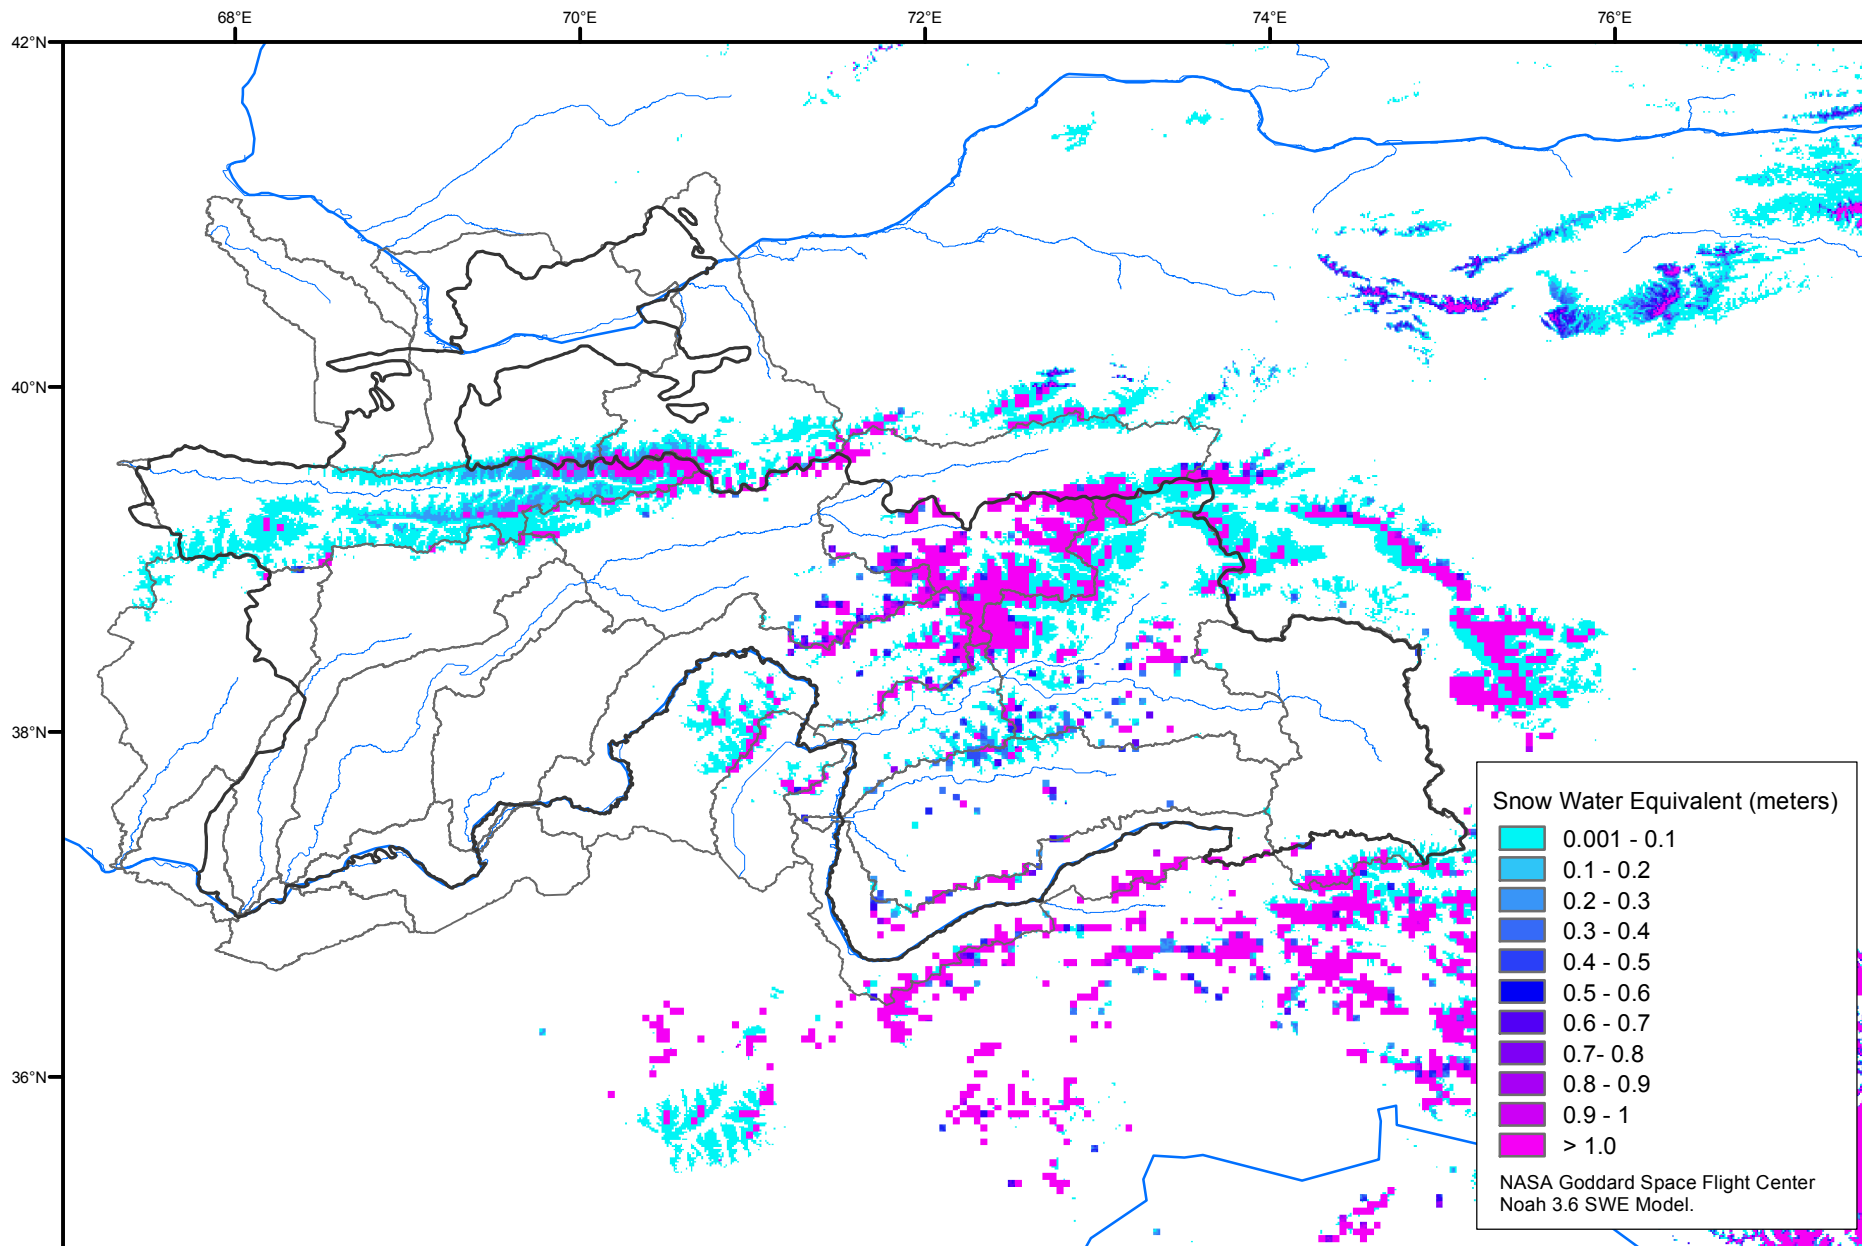 68°E
70°E
72°E
74°E
76°E
42°N
40°N
38°N
36°N
Snow Water Equivalent (meters)
0.001 - 0.1
0.1 - 0.2
0.2 - 0.3
0.3 - 0.4
0.4 - 0.5
0.5 - 0.6
0.6 - 0.7
0.7- 0.8
0.8 - 0.9
0.9 - 1
> 1.0
NASA Goddard Space Flight Center
Noah 3.6 SWE Model.